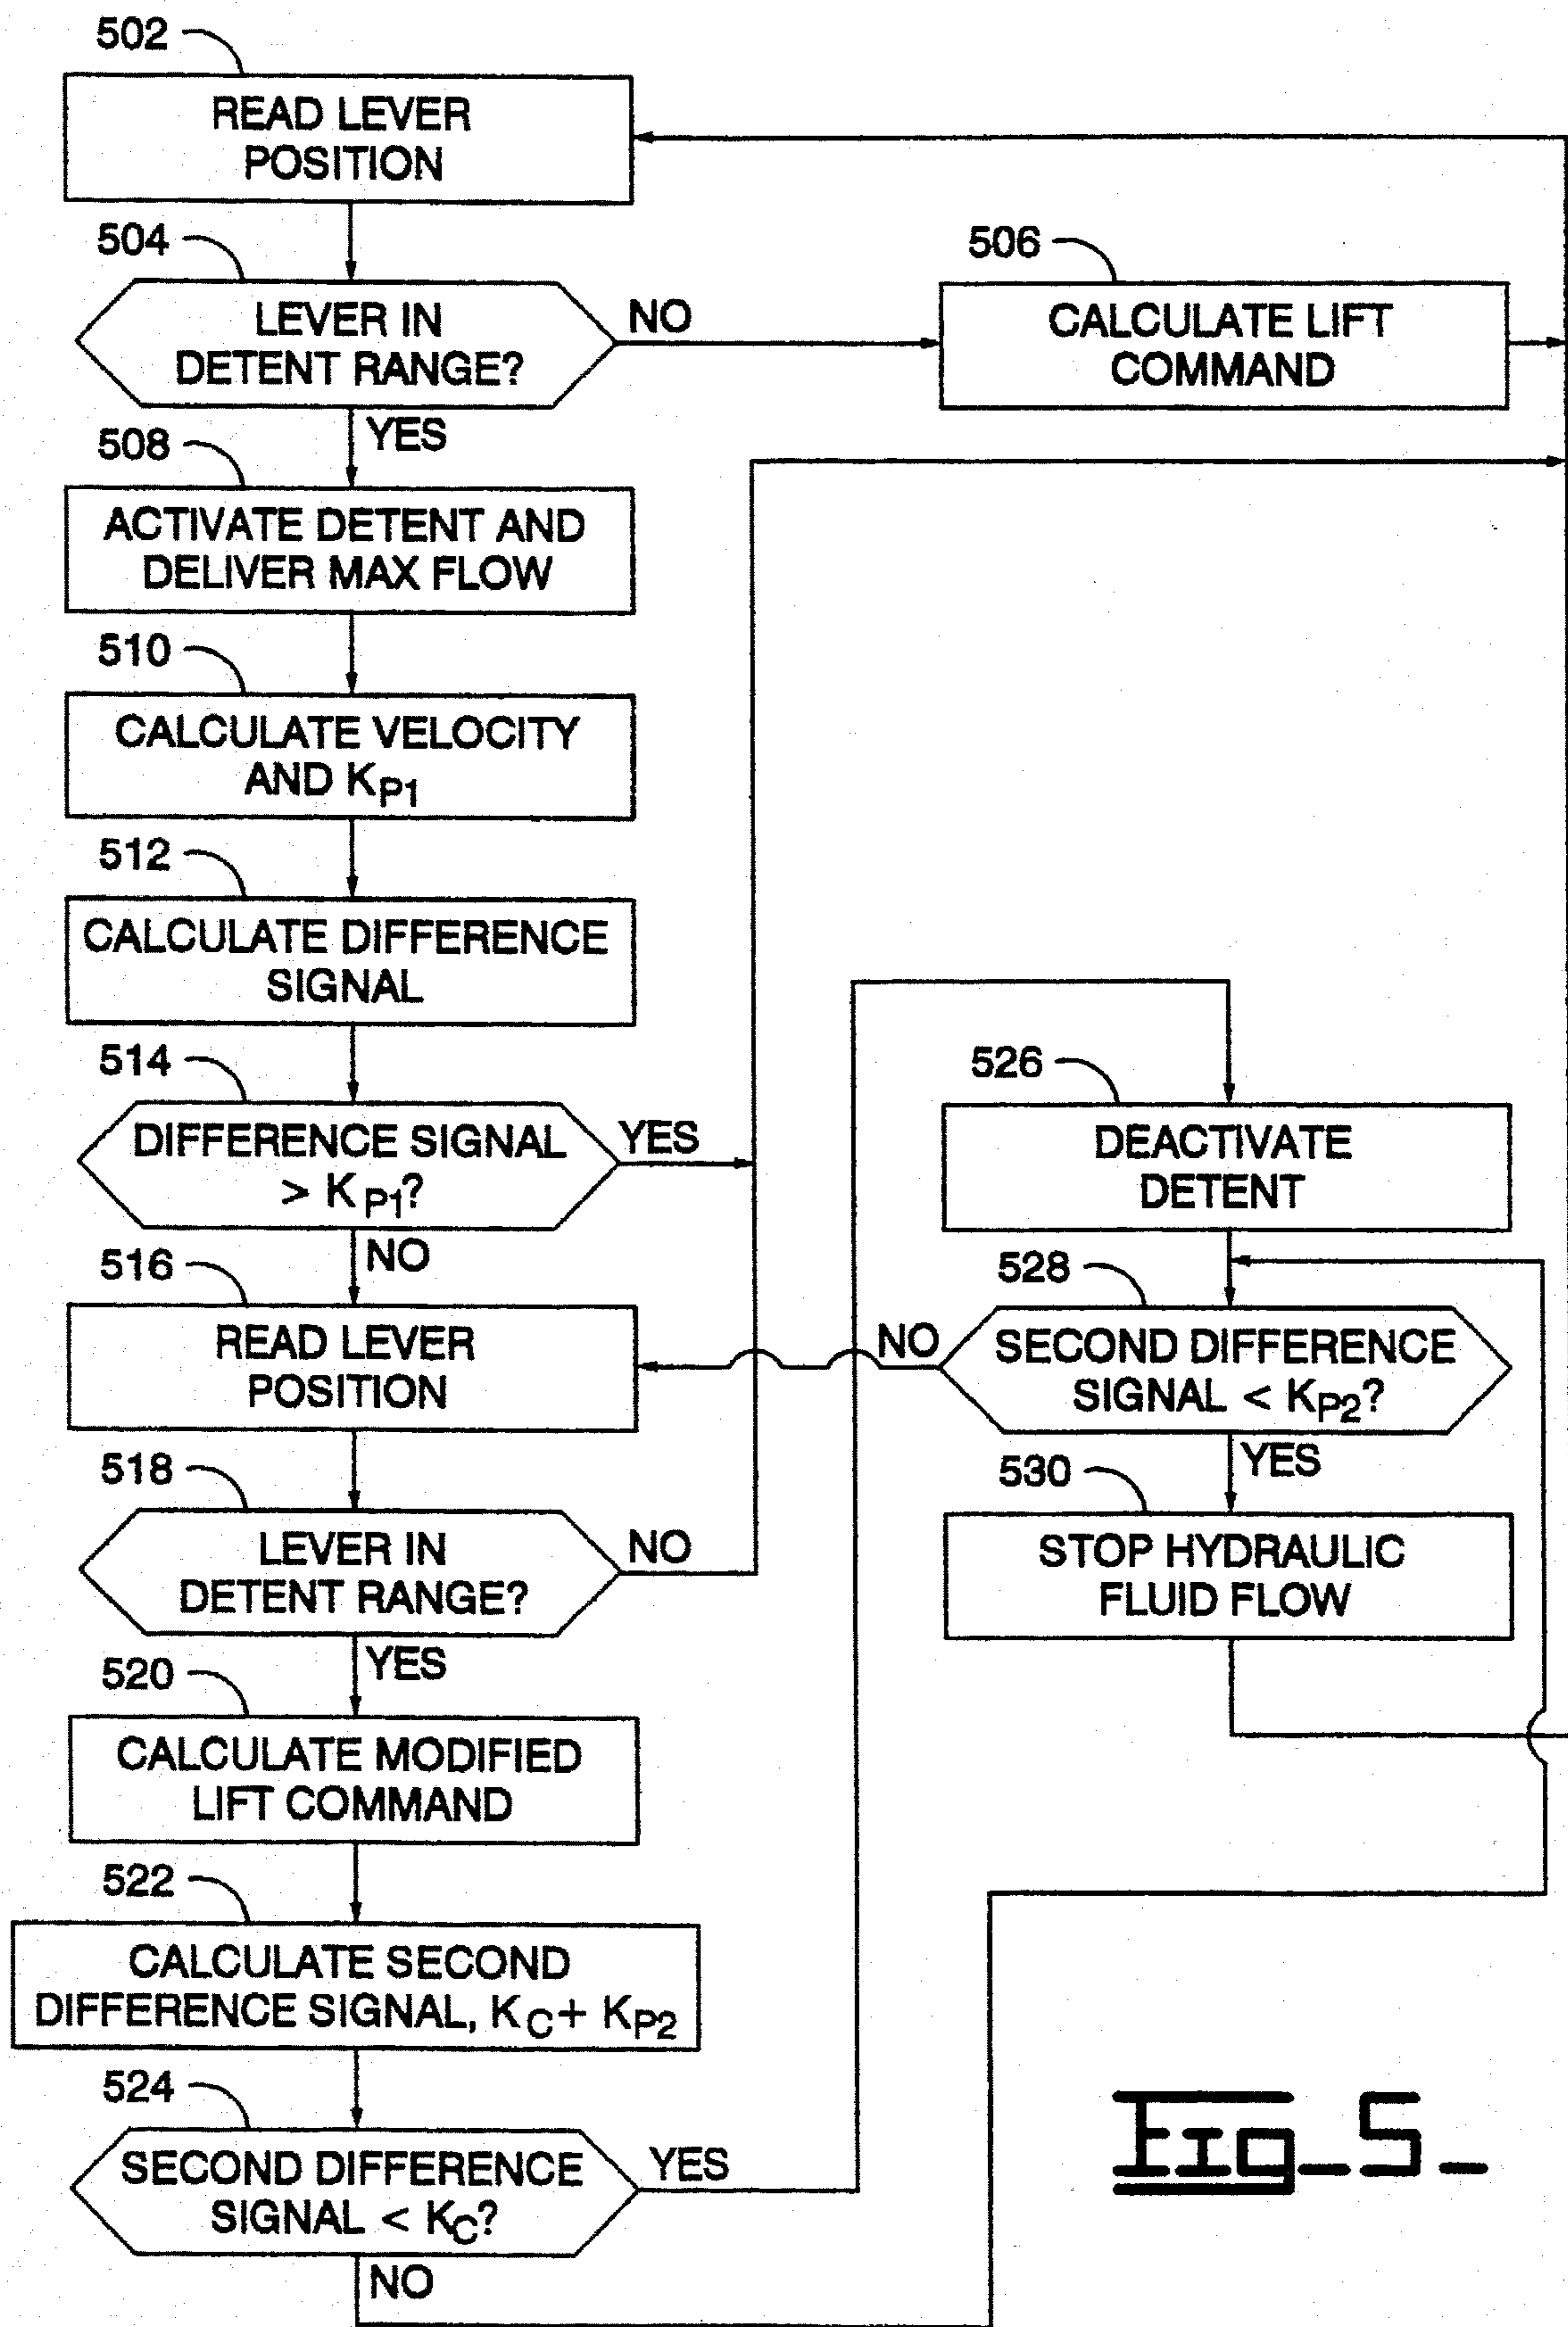 502
READ LEVER
POSITION
504
LEVER IN
DETENT RANGE?
NO
YES
506
CALCULATE LIFT
COMMAND
508
ACTIVATE DETENT AND
DELIVER MAX FLOW
510
CALCULATE VELOCITY
AND KP1
512
CALCULATE DIFFERENCE
SIGNAL
514
DIFFERENCE SIGNAL
> KP1?
YES
NO
516
READ LEVER
POSITION
518
LEVER IN
DETENT RANGE?
NO
YES
520
CALCULATE MODIFIED
LIFT COMMAND
522
CALCULATE SECOND
DIFFERENCE SIGNAL, KC + KP2
524
SECOND DIFFERENCE
SIGNAL < KC?
YES
NO
526
DEACTIVATE
DETENT
528
NO
SECOND DIFFERENCE
SIGNAL < KP2?
YES
530
STOP HYDRAULIC
FLUID FLOW
Fig_5_